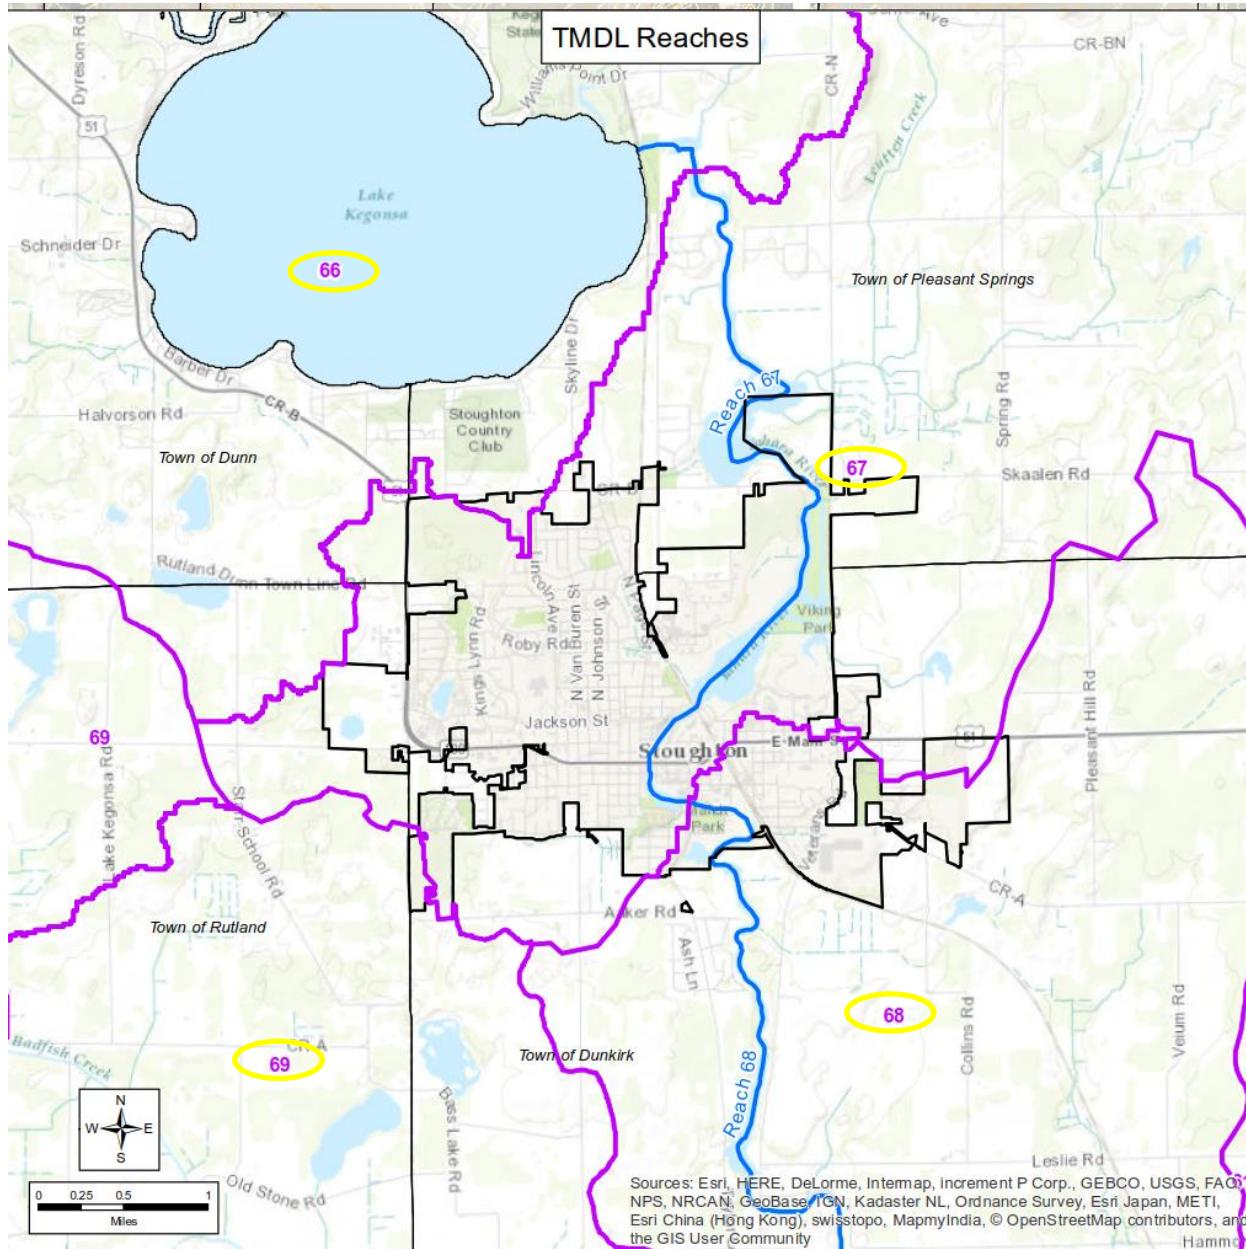 TMDL Reaches
Dyreson Rd
51
Williams Point Dr
CR-N
CR-BN
Leutten Creek
Lake
Kegonsa
Schneider Dr
66
Town of Pleasant Springs
Skyline Dr
Barber Dr
CR-B
Halvorson Rd
Stoughton
Country
Club
Reach 67
Spring Rd
Town of Dunn
67
Skaalen Rd
CR-B
Rutland Dunn Town Line Rd
Lincoln Ave
N Van Buren St
N Johnson St
N Page St
Kings Lynn Rd
Roby Rd
Viking
Park
Jackson St
Pleasant Hill Rd
69
Lake Kegonsa Rd
Stoughton
E Main St
51
Park
CR-A
Town of Rutland
Aaker Rd
Ash Ln
68
Collins Rd
Veium Rd
Badfish Creek
CR-A
69
Town of Dunkirk
Reach 68
Bass Lake Rd
N
W E
S
Old Stone Rd
Leslie Rd
0 0.25 0.5 1
Miles
Sources: Esri, HERE, DeLorme, Intermap, increment P Corp., GEBCO, USGS, FAO,
NPS, NRCAN, GeoBase, IGN, Kadaster NL, Ordnance Survey, Esri Japan, METI,
Esri China (Hong Kong), swisstopo, MapmyIndia, © OpenStreetMap contributors, and
the GIS User Community